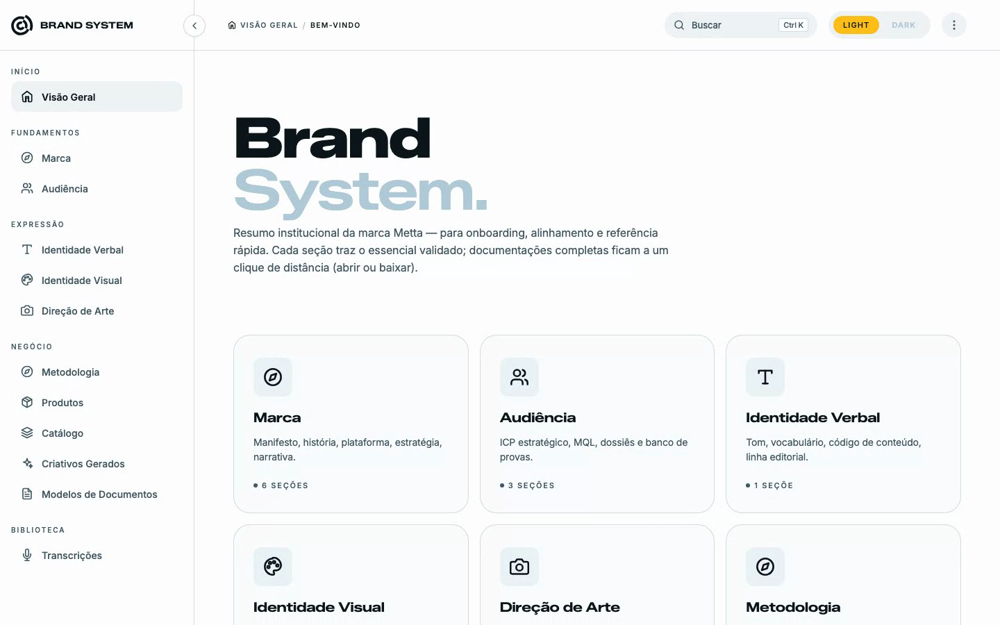 BRAND SYSTEM
VISÃO GERAL / BEM-VINDO
Buscar
Ctrl K
LIGHT
DARK
INÍCIO
Visão Geral
FUNDAMENTOS
Marca
Audiência
EXPRESSÃO
Identidade Verbal
Identidade Visual
Direção de Arte
NEGÓCIO
Metodologia
Produtos
Catálogo
Criativos Gerados
Modelos de Documentos
BIBLIOTECA
Transcrições
Brand
System.
Resumo institucional da marca Metta — para onboarding, alinhamento e referência
rápida. Cada seção traz o essencial validado; documentações completas ficam a um
clique de distância (abrir ou baixar).
Marca
Manifesto, história, plataforma, estratégia,
narrativa.
6 SEÇÕES
Audiência
ICP estratégico, MQL, dossiês e banco de
provas.
3 SEÇÕES
Identidade Verbal
Tom, vocabulário, código de conteúdo,
linha editorial.
1 SEÇÕE
Identidade Visual
Direção de Arte
Metodologia